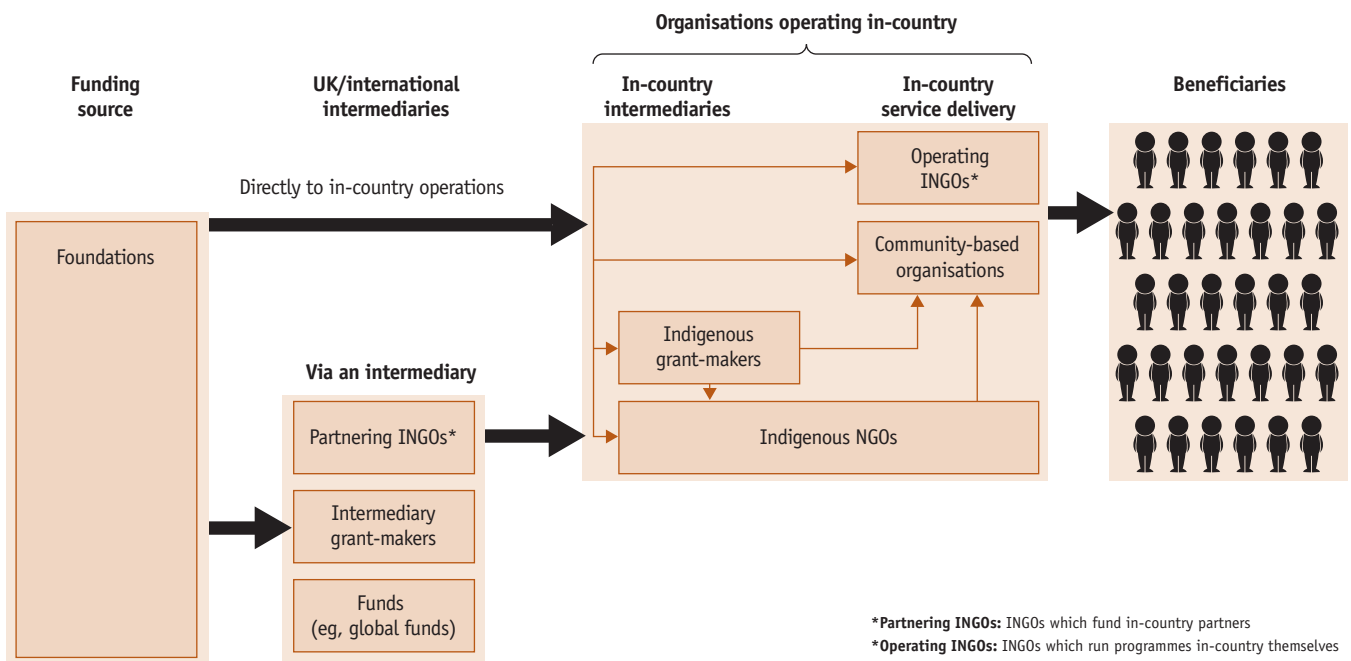 Organisations operating in-country
Funding
source
UK/international
intermediaries
In-country
intermediaries
In-country
service delivery
Beneficiaries
Directly to in-country operations
Foundations
Operating
INGOs*
Community-based
organisations
Indigenous
grant-makers
Indigenous NGOs
Via an intermediary
Partnering INGOs*
Intermediary
grant-makers
Funds
(eg, global funds)
*Partnering INGOs: INGOs which fund in-country partners
*Operating INGOs: INGOs which run programmes in-country themselves